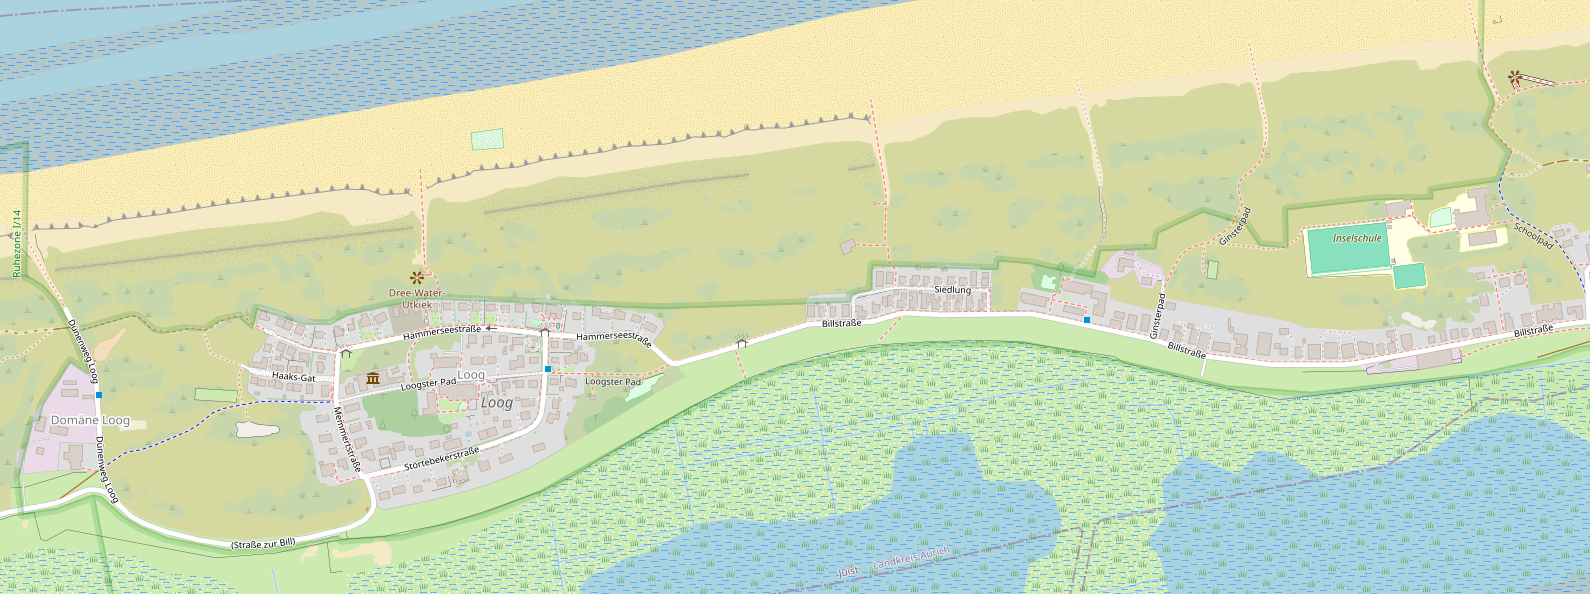 Ruhezone I/14
Inselschule
Ginsterpad
Schoolpad
Dree-Water-
Utkiek
Siedlung
Ginsterpad
Dünenweg Loog
Hammerseestraße
Hammerseestraße
Billstraße
Billstraße
Billstraße
Haaks-Gat
Loogster Pad
Loog
Loogster Pad
Loog
Domäne Loog
Memmertstraße
Störtebekerstraße
Dünenweg Loog
(Straße zur Bill)
Juist
Landkreis Aurich